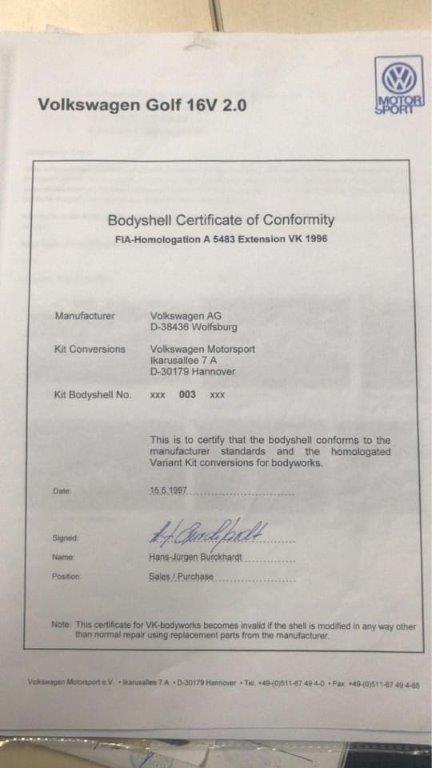 Volkswagen Golf 16V 2.0
VW
MOTOR
SPORT
Bodyshell Certificate of Conformity
FIA-Homologation A 5483 Extension VK 1996
Manufacturer Volkswagen AG
D-38436 Wolfsburg
Kit Conversions Volkswagen Motorsport
Ikarusallee 7 A
D-30179 Hannover
Kit Bodyshell No. xxx 003 xxx
This is to certify that the bodyshell conforms to the
manufacturer standards and the homologated
Variant Kit conversions for bodyworks.
Date: 15.5.1997
Signed:
Name: Hans-Jürgen Burckhardt
Position: Sales / Purchase
Note: This certificate for VK-bodyworks becomes invalid if the shell is modified in any way other
than normal repair using replacement parts from the manufacturer.
Volkswagen Motorsport e.V. • Ikarusallee 7 A • D-30179 Hannover • Tel. +49-(0)511-67 49 4-0 • Fax +49-(0)511-67 49 4-66